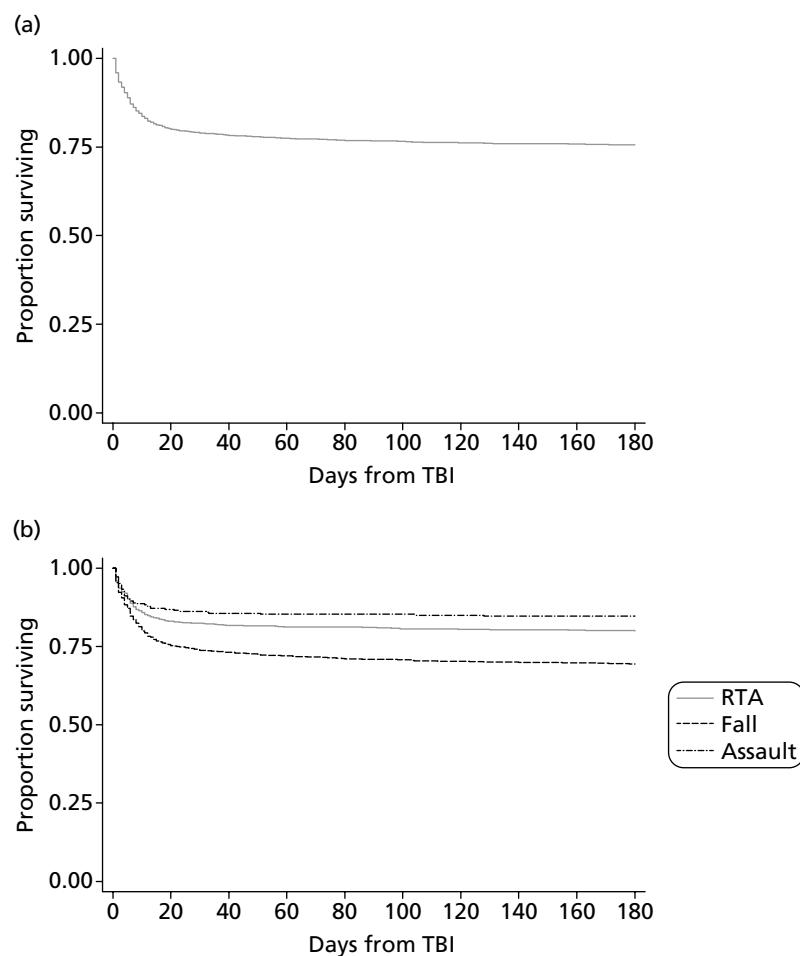 (a)
Proportion surviving
1.00
0.75
0.50
0.25
0.00
0 20 40 60 80 100 120 140 160 180
Days from TBI
(b)
Proportion surviving
1.00
0.75
0.50
0.25
0.00
0 20 40 60 80 100 120 140 160 180
Days from TBI
RTA
Fall
Assault